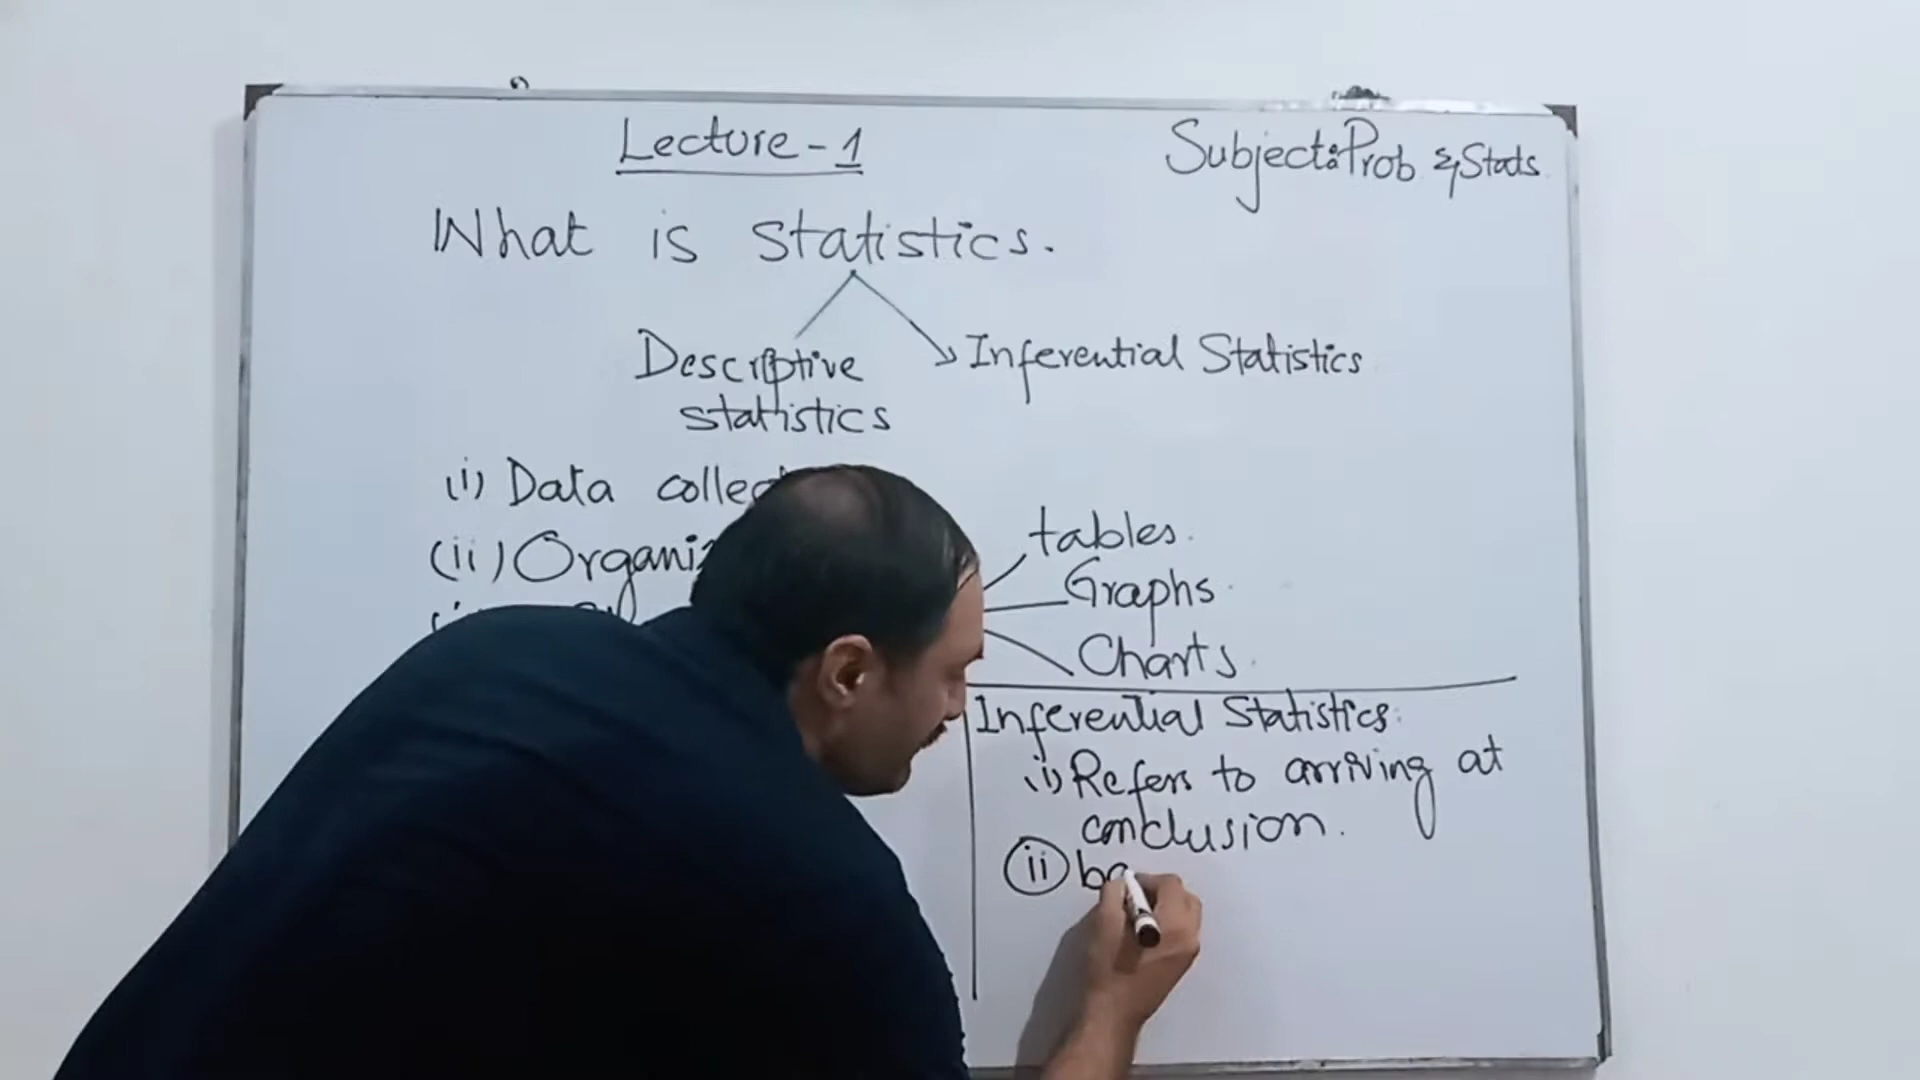 Lecture - 1
Subject: Prob & Stats.
What is Statistics.
Descriptive
statistics
Inferential Statistics
(i) Data
(ii)
tables.
Graphs.
Charts.
Inferential Statistics:
(i) Refers to arriving at
conclusion.
(ii)